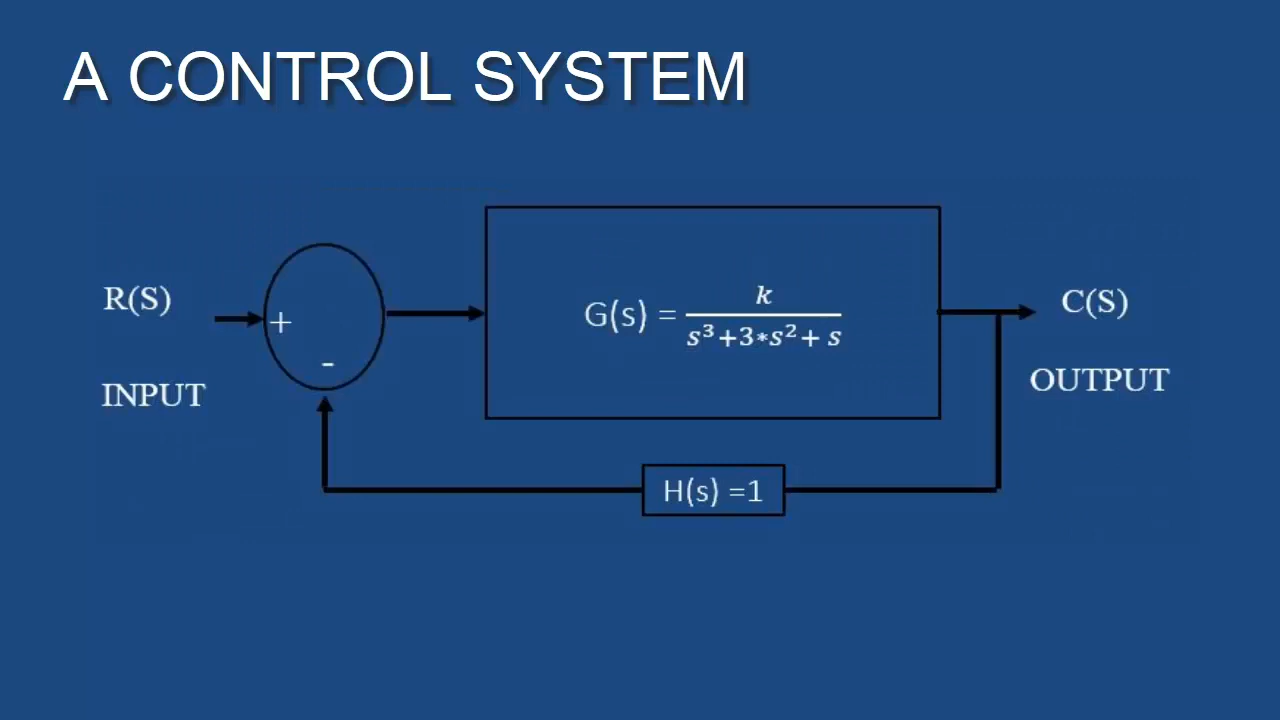 A CONTROL SYSTEM
R(S)
INPUT
+
-
G(s) = k / (s³+3*s²+ s)
C(S)
OUTPUT
H(s) =1